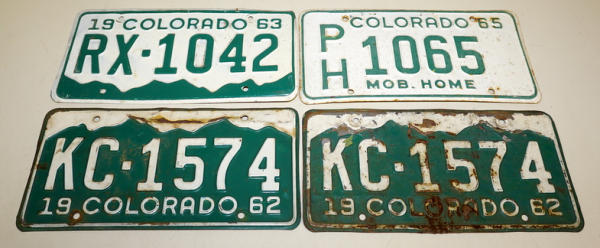 19 COLORADO 63
RX·1042
COLORADO 65
PH 1065
MOB. HOME
KC·1574
19 COLORADO 62
KC·1574
19 COLORADO 62